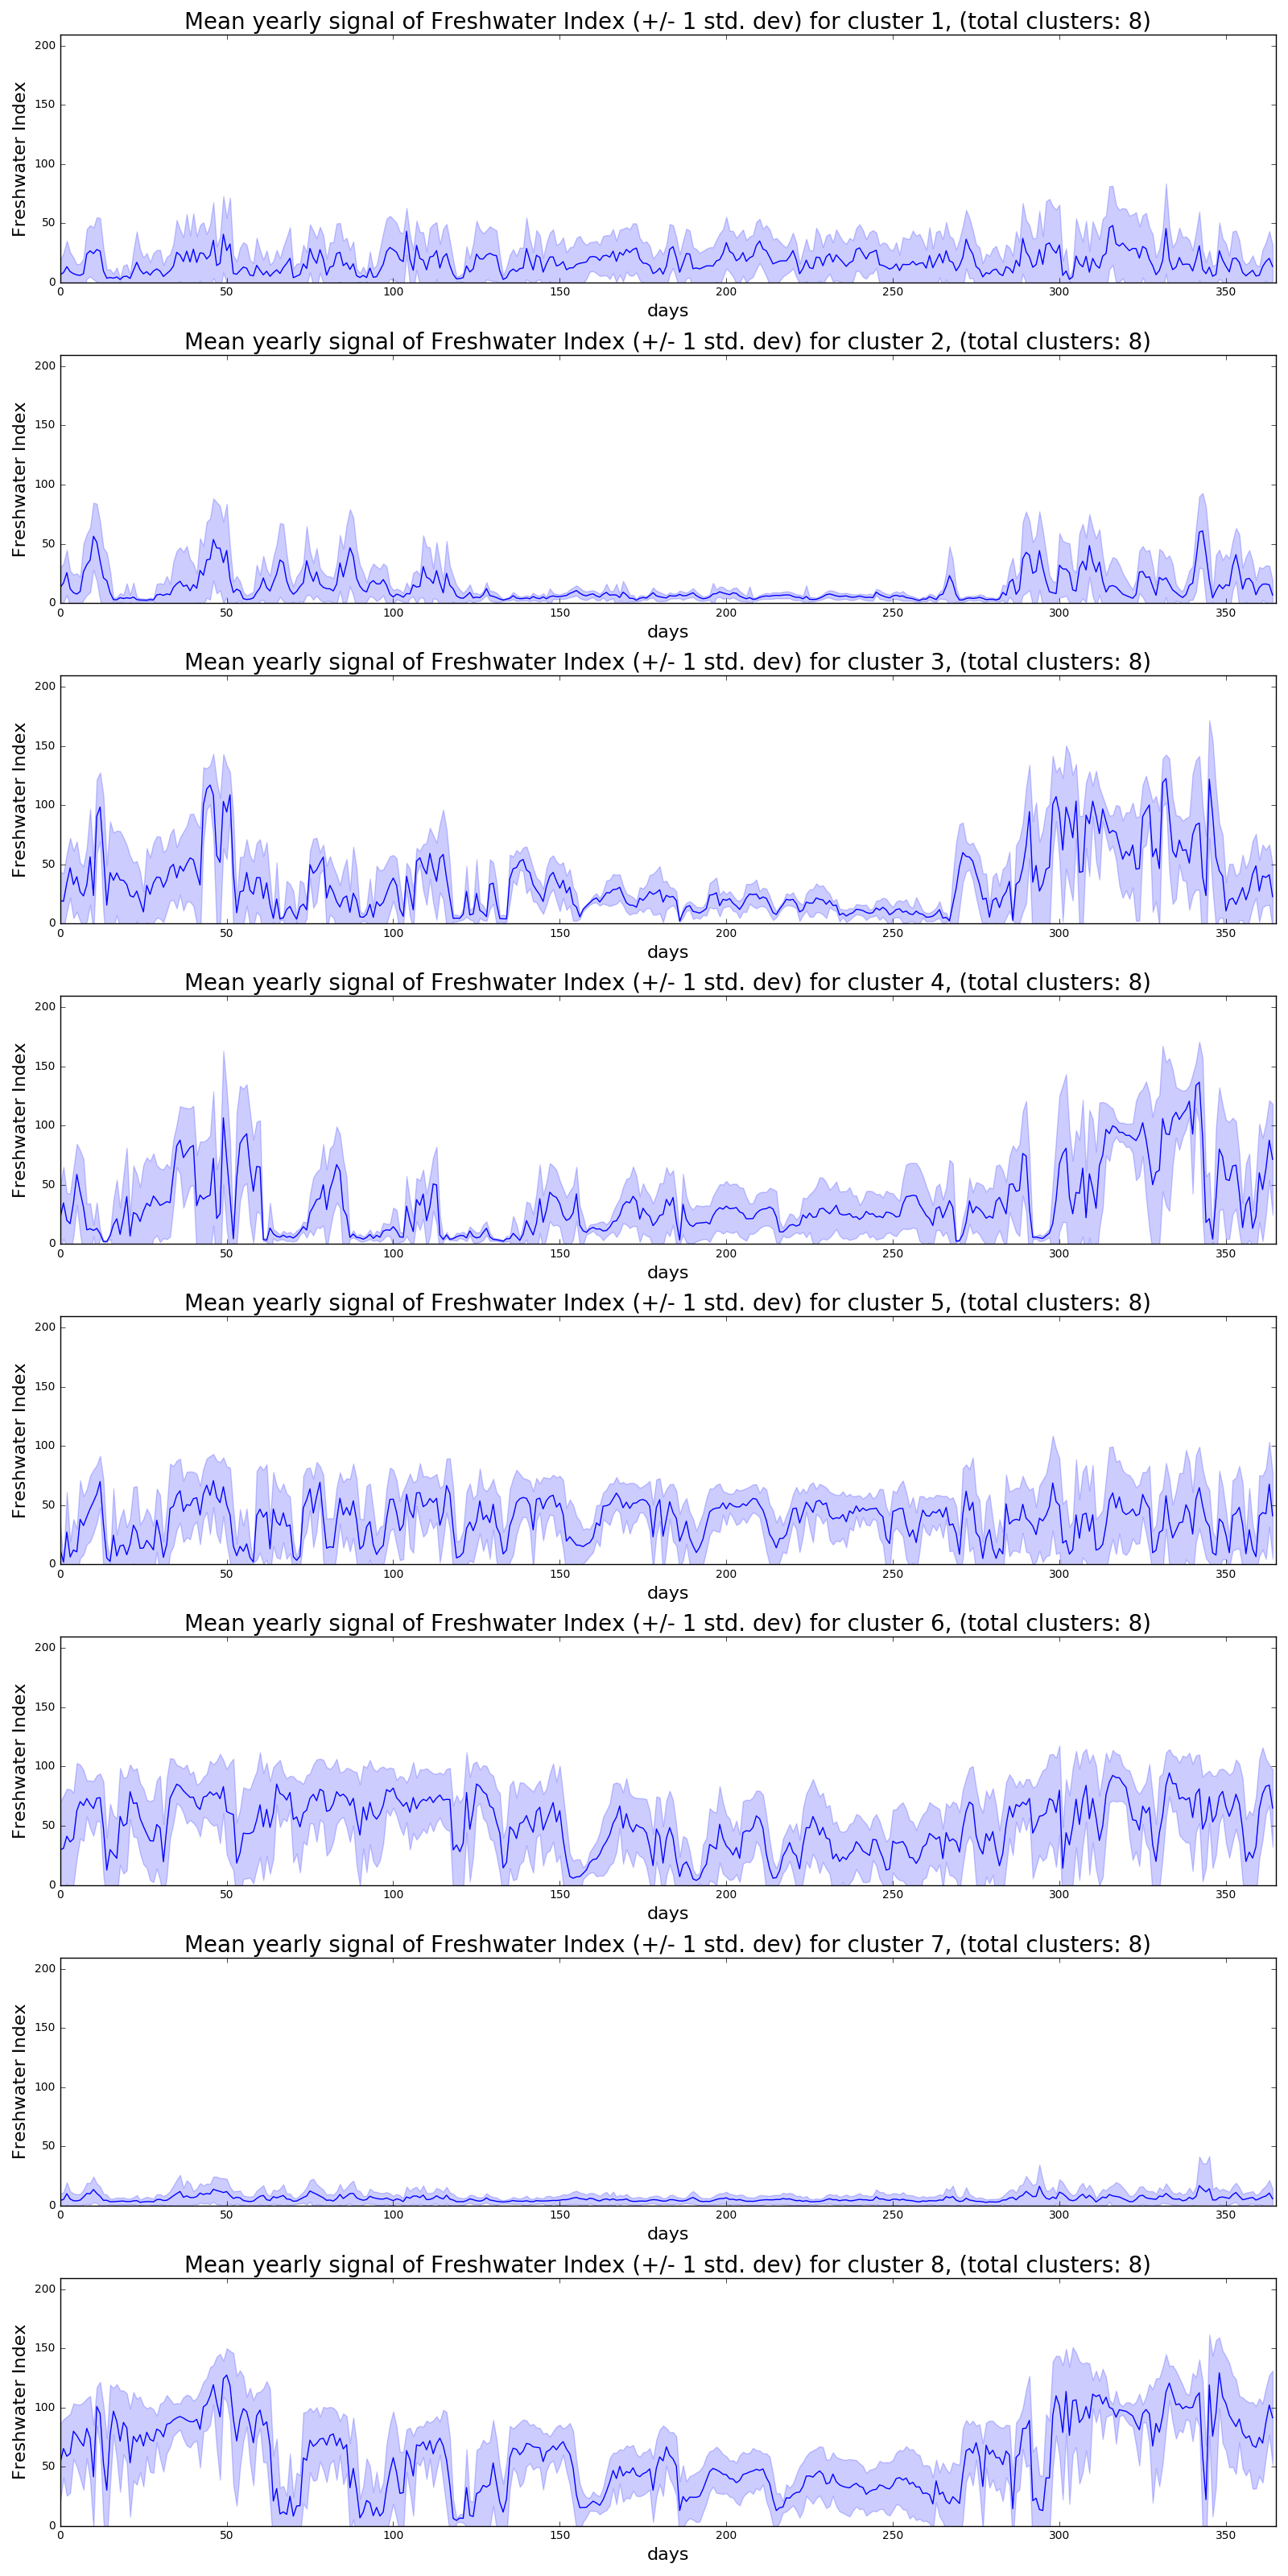 Mean yearly signal of Freshwater Index (+/- 1 std. dev) for cluster 1, (total clusters: 8)
200
150
100
50
0
Freshwater Index
0 50 100 150 200 250 300 350
days
Mean yearly signal of Freshwater Index (+/- 1 std. dev) for cluster 2, (total clusters: 8)
200
150
100
50
0
Freshwater Index
0 50 100 150 200 250 300 350
days
Mean yearly signal of Freshwater Index (+/- 1 std. dev) for cluster 3, (total clusters: 8)
200
150
100
50
0
Freshwater Index
0 50 100 150 200 250 300 350
days
Mean yearly signal of Freshwater Index (+/- 1 std. dev) for cluster 4, (total clusters: 8)
200
150
100
50
0
Freshwater Index
0 50 100 150 200 250 300 350
days
Mean yearly signal of Freshwater Index (+/- 1 std. dev) for cluster 5, (total clusters: 8)
200
150
100
50
0
Freshwater Index
0 50 100 150 200 250 300 350
days
Mean yearly signal of Freshwater Index (+/- 1 std. dev) for cluster 6, (total clusters: 8)
200
150
100
50
0
Freshwater Index
0 50 100 150 200 250 300 350
days
Mean yearly signal of Freshwater Index (+/- 1 std. dev) for cluster 7, (total clusters: 8)
200
150
100
50
0
Freshwater Index
0 50 100 150 200 250 300 350
days
Mean yearly signal of Freshwater Index (+/- 1 std. dev) for cluster 8, (total clusters: 8)
200
150
100
50
0
Freshwater Index
0 50 100 150 200 250 300 350
days